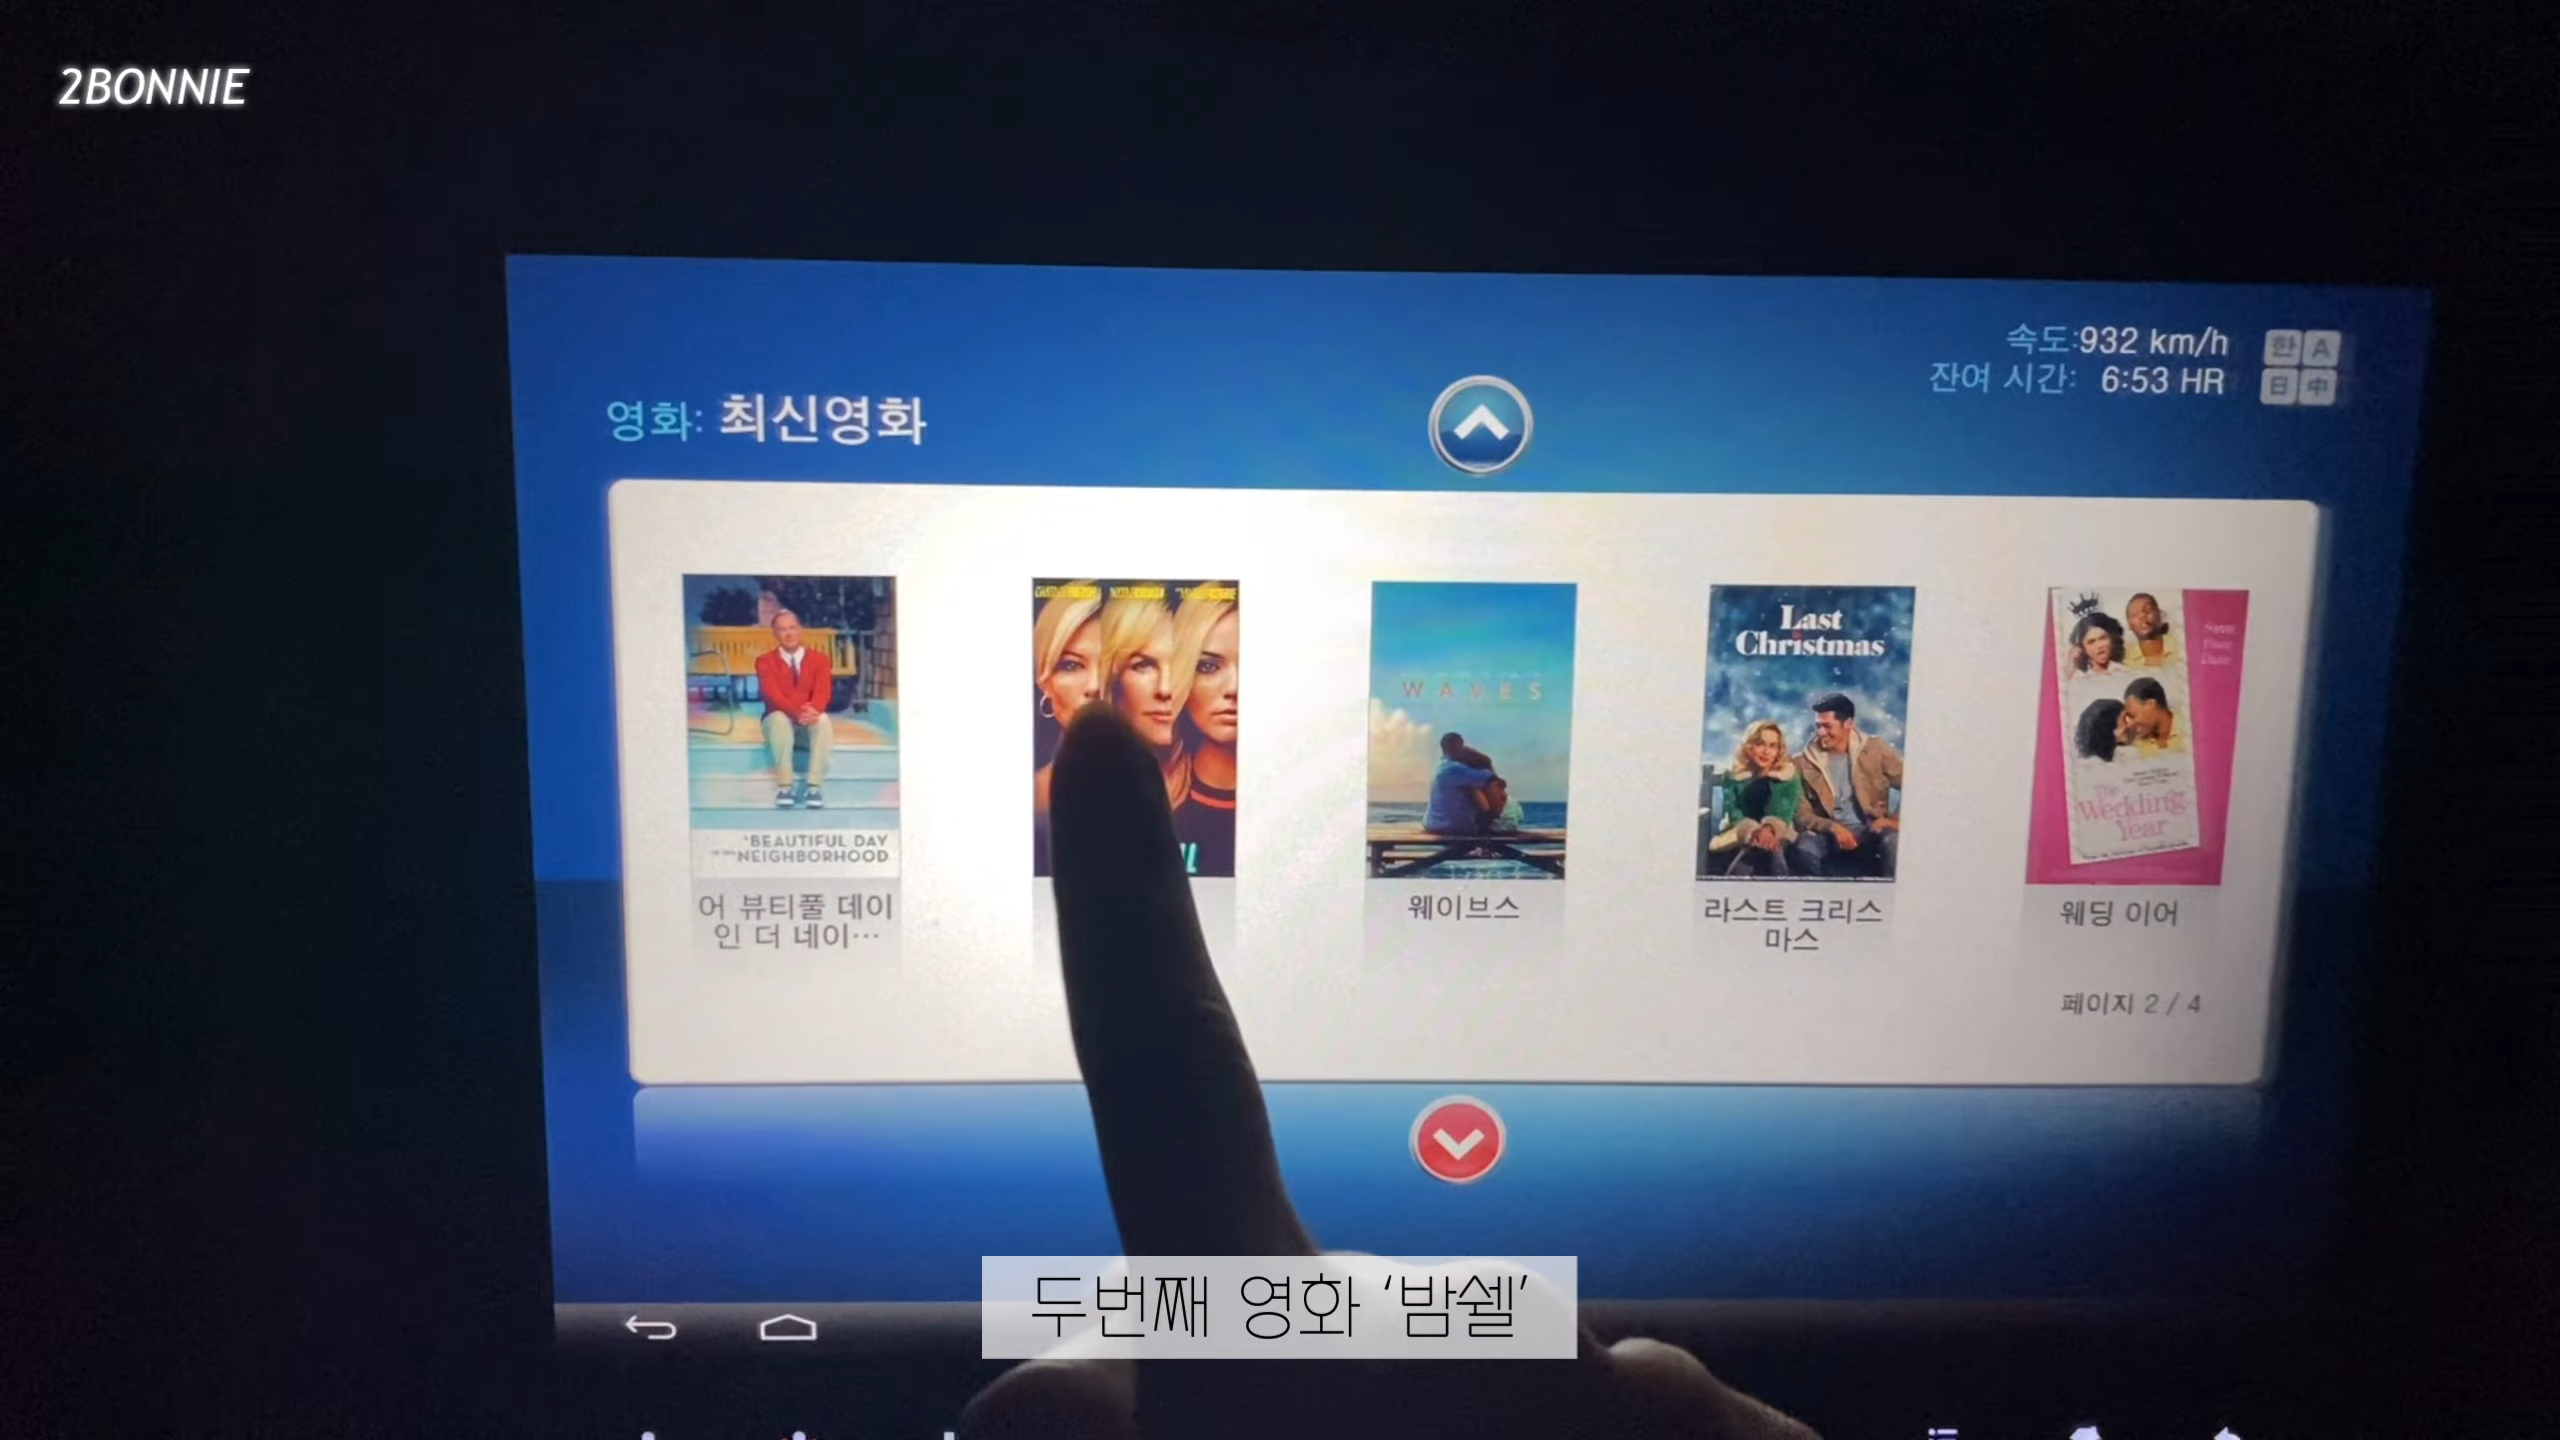 2BONNIE
속도:932 km/h
잔여 시간: 6:53 HR
한 A
日 中
영화: 최신영화
BEAUTIFUL DAY
NEIGHBORHOOD
어 뷰티풀 데이
인 더 네이…
WAVES
웨이브스
Last
Christmas
라스트 크리스
마스
The
Wedding
Year
웨딩 이어
페이지 2 / 4
두번째 영화 ‘밤쉘’